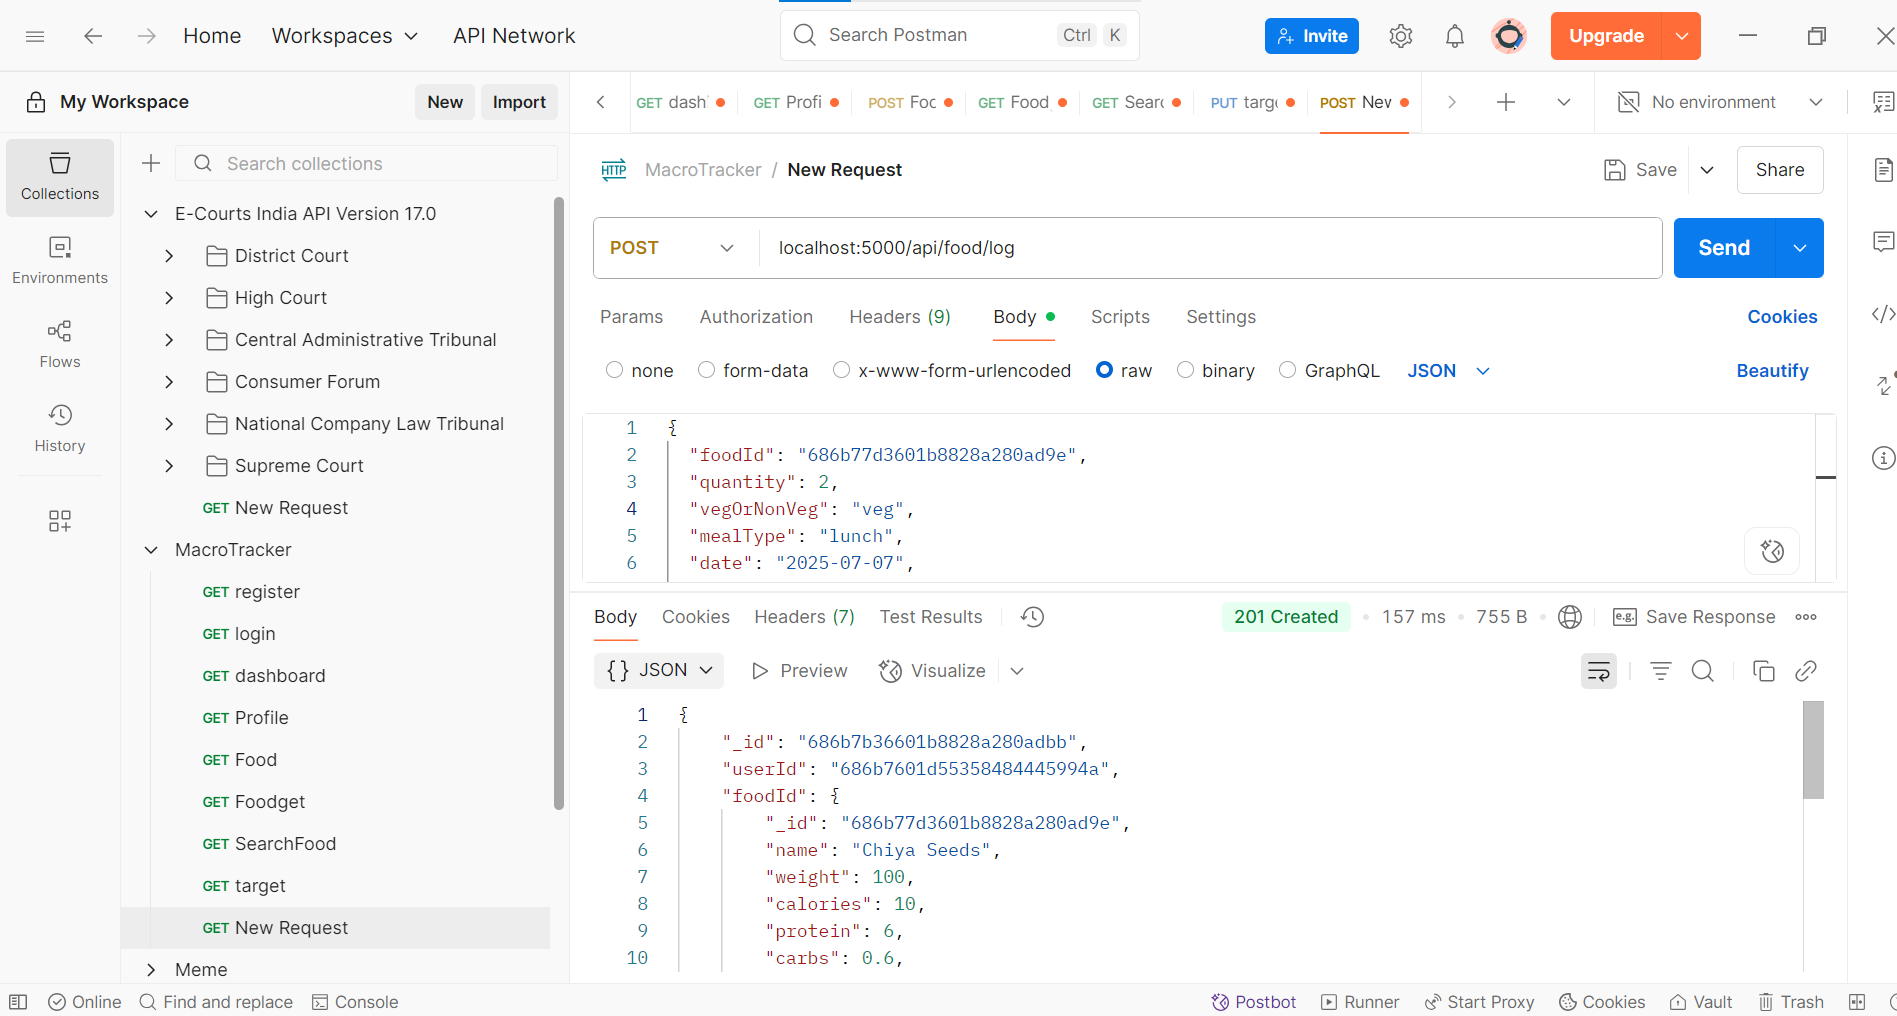 Home Workspaces API Network Search Postman Ctrl K Invite Upgrade
My Workspace New Import
GET dash GET Profi POST Foc GET Food GET Searc PUT targe POST New No environment
Collections
Environments
Flows
History
Search collections
E-Courts India API Version 17.0
District Court
High Court
Central Administrative Tribunal
Consumer Forum
National Company Law Tribunal
Supreme Court
GET New Request
MacroTracker
GET register
GET login
GET dashboard
GET Profile
GET Food
GET Foodget
GET SearchFood
GET target
GET New Request
Meme
HTTP MacroTracker / New Request Save Share
POST localhost:5000/api/food/log Send
Params Authorization Headers (9) Body Scripts Settings Cookies
none form-data x-www-form-urlencoded raw binary GraphQL JSON Beautify
1 {
2 "foodId": "686b77d3601b8828a280ad9e",
3 "quantity": 2,
4 "vegOrNonVeg": "veg",
5 "mealType": "lunch",
6 "date": "2025-07-07",
Body Cookies Headers (7) Test Results 201 Created • 157 ms • 755 B • e.g. Save Response
{} JSON Preview Visualize
1 {
2 "_id": "686b7b36601b8828a280adbb",
3 "userId": "686b7601d55358484445994a",
4 "foodId": {
5 "_id": "686b77d3601b8828a280ad9e",
6 "name": "Chiya Seeds",
7 "weight": 100,
8 "calories": 10,
9 "protein": 6,
10 "carbs": 0.6,
Online Find and replace Console Postbot Runner Start Proxy Cookies Vault Trash